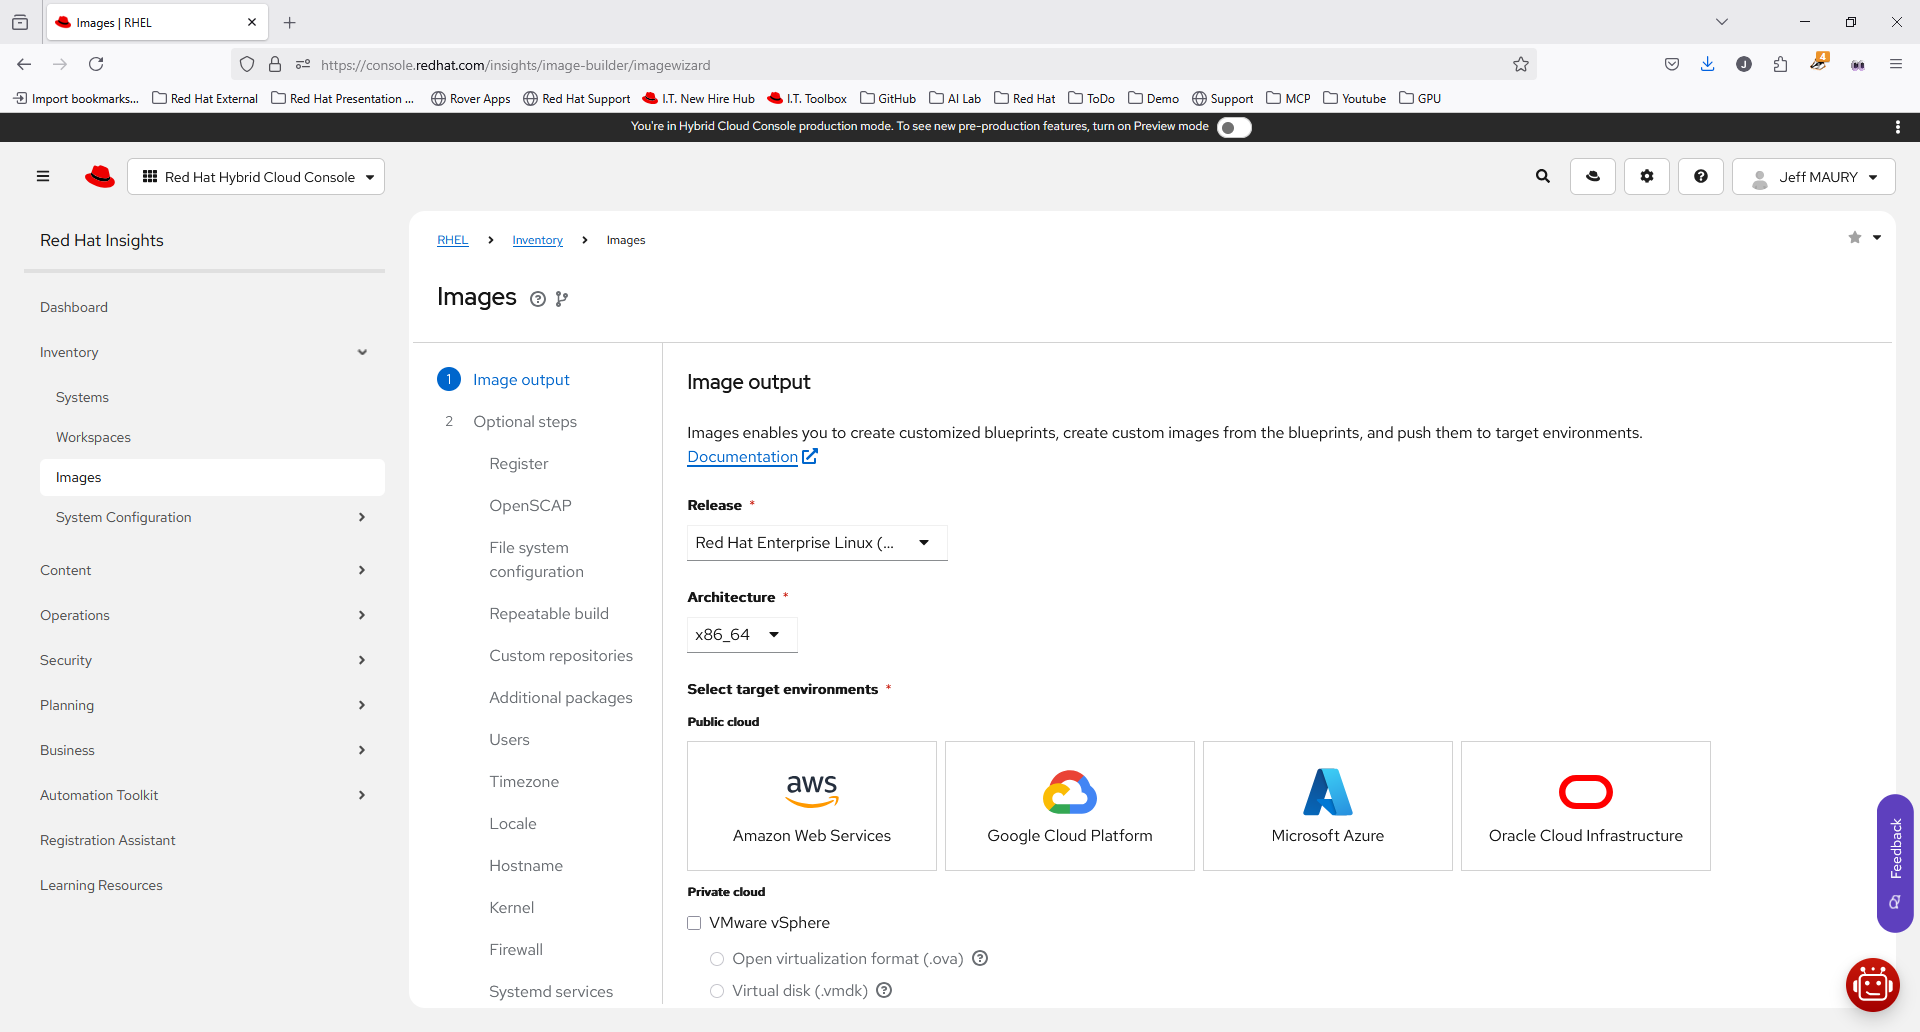 Images | RHEL
https://console.redhat.com/insights/image-builder/imagewizard
4
J
Import bookmarks...
Red Hat External
Red Hat Presentation ...
Rover Apps
Red Hat Support
I.T. New Hire Hub
I.T. Toolbox
GitHub
AI Lab
Red Hat
ToDo
Demo
Support
MCP
Youtube
GPU
You're in Hybrid Cloud Console production mode. To see new pre-production features, turn on Preview mode
Red Hat Hybrid Cloud Console
Jeff MAURY
Red Hat Insights
Dashboard
Inventory
Systems
Workspaces
Images
System Configuration
Content
Operations
Security
Planning
Business
Automation Toolkit
Registration Assistant
Learning Resources
RHEL
Inventory
Images
Images
1 Image output
2 Optional steps
Register
OpenSCAP
File system
configuration
Repeatable build
Custom repositories
Additional packages
Users
Timezone
Locale
Hostname
Kernel
Firewall
Systemd services
Image output
Images enables you to create customized blueprints, create custom images from the blueprints, and push them to target environments.
Documentation
Release *
Red Hat Enterprise Linux (...
Architecture *
x86_64
Select target environments *
Public cloud
aws
Amazon Web Services
Google Cloud Platform
Microsoft Azure
Oracle Cloud Infrastructure
Private cloud
VMware vSphere
Open virtualization format (.ova)
Virtual disk (.vmdk)
Feedback